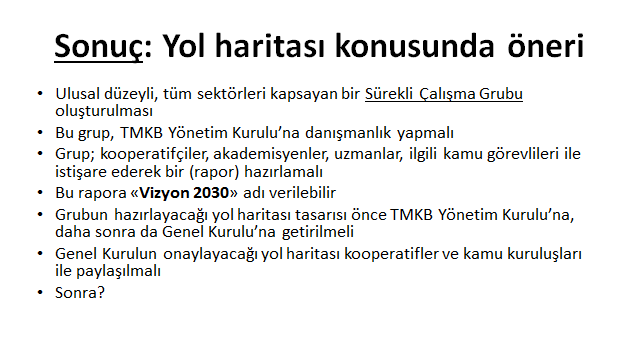 Sonuç: Yol haritası konusunda öneri
• Ulusal düzeyli, tüm sektörleri kapsayan bir Sürekli Çalışma Grubu
oluşturulması
• Bu grup, TMKB Yönetim Kurulu’na danışmanlık yapmalı
• Grup; kooperatifçiler, akademisyenler, uzmanlar, ilgili kamu görevlileri ile
istişare ederek bir (rapor) hazırlamalı
• Bu rapora «Vizyon 2030» adı verilebilir
• Grubun hazırlayacağı yol haritası tasarısı önce TMKB Yönetim Kurulu’na,
daha sonra da Genel Kurulu’na getirilmeli
• Genel Kurulun onaylayacağı yol haritası kooperatifler ve kamu kuruluşları
ile paylaşılmalı
• Sonra?